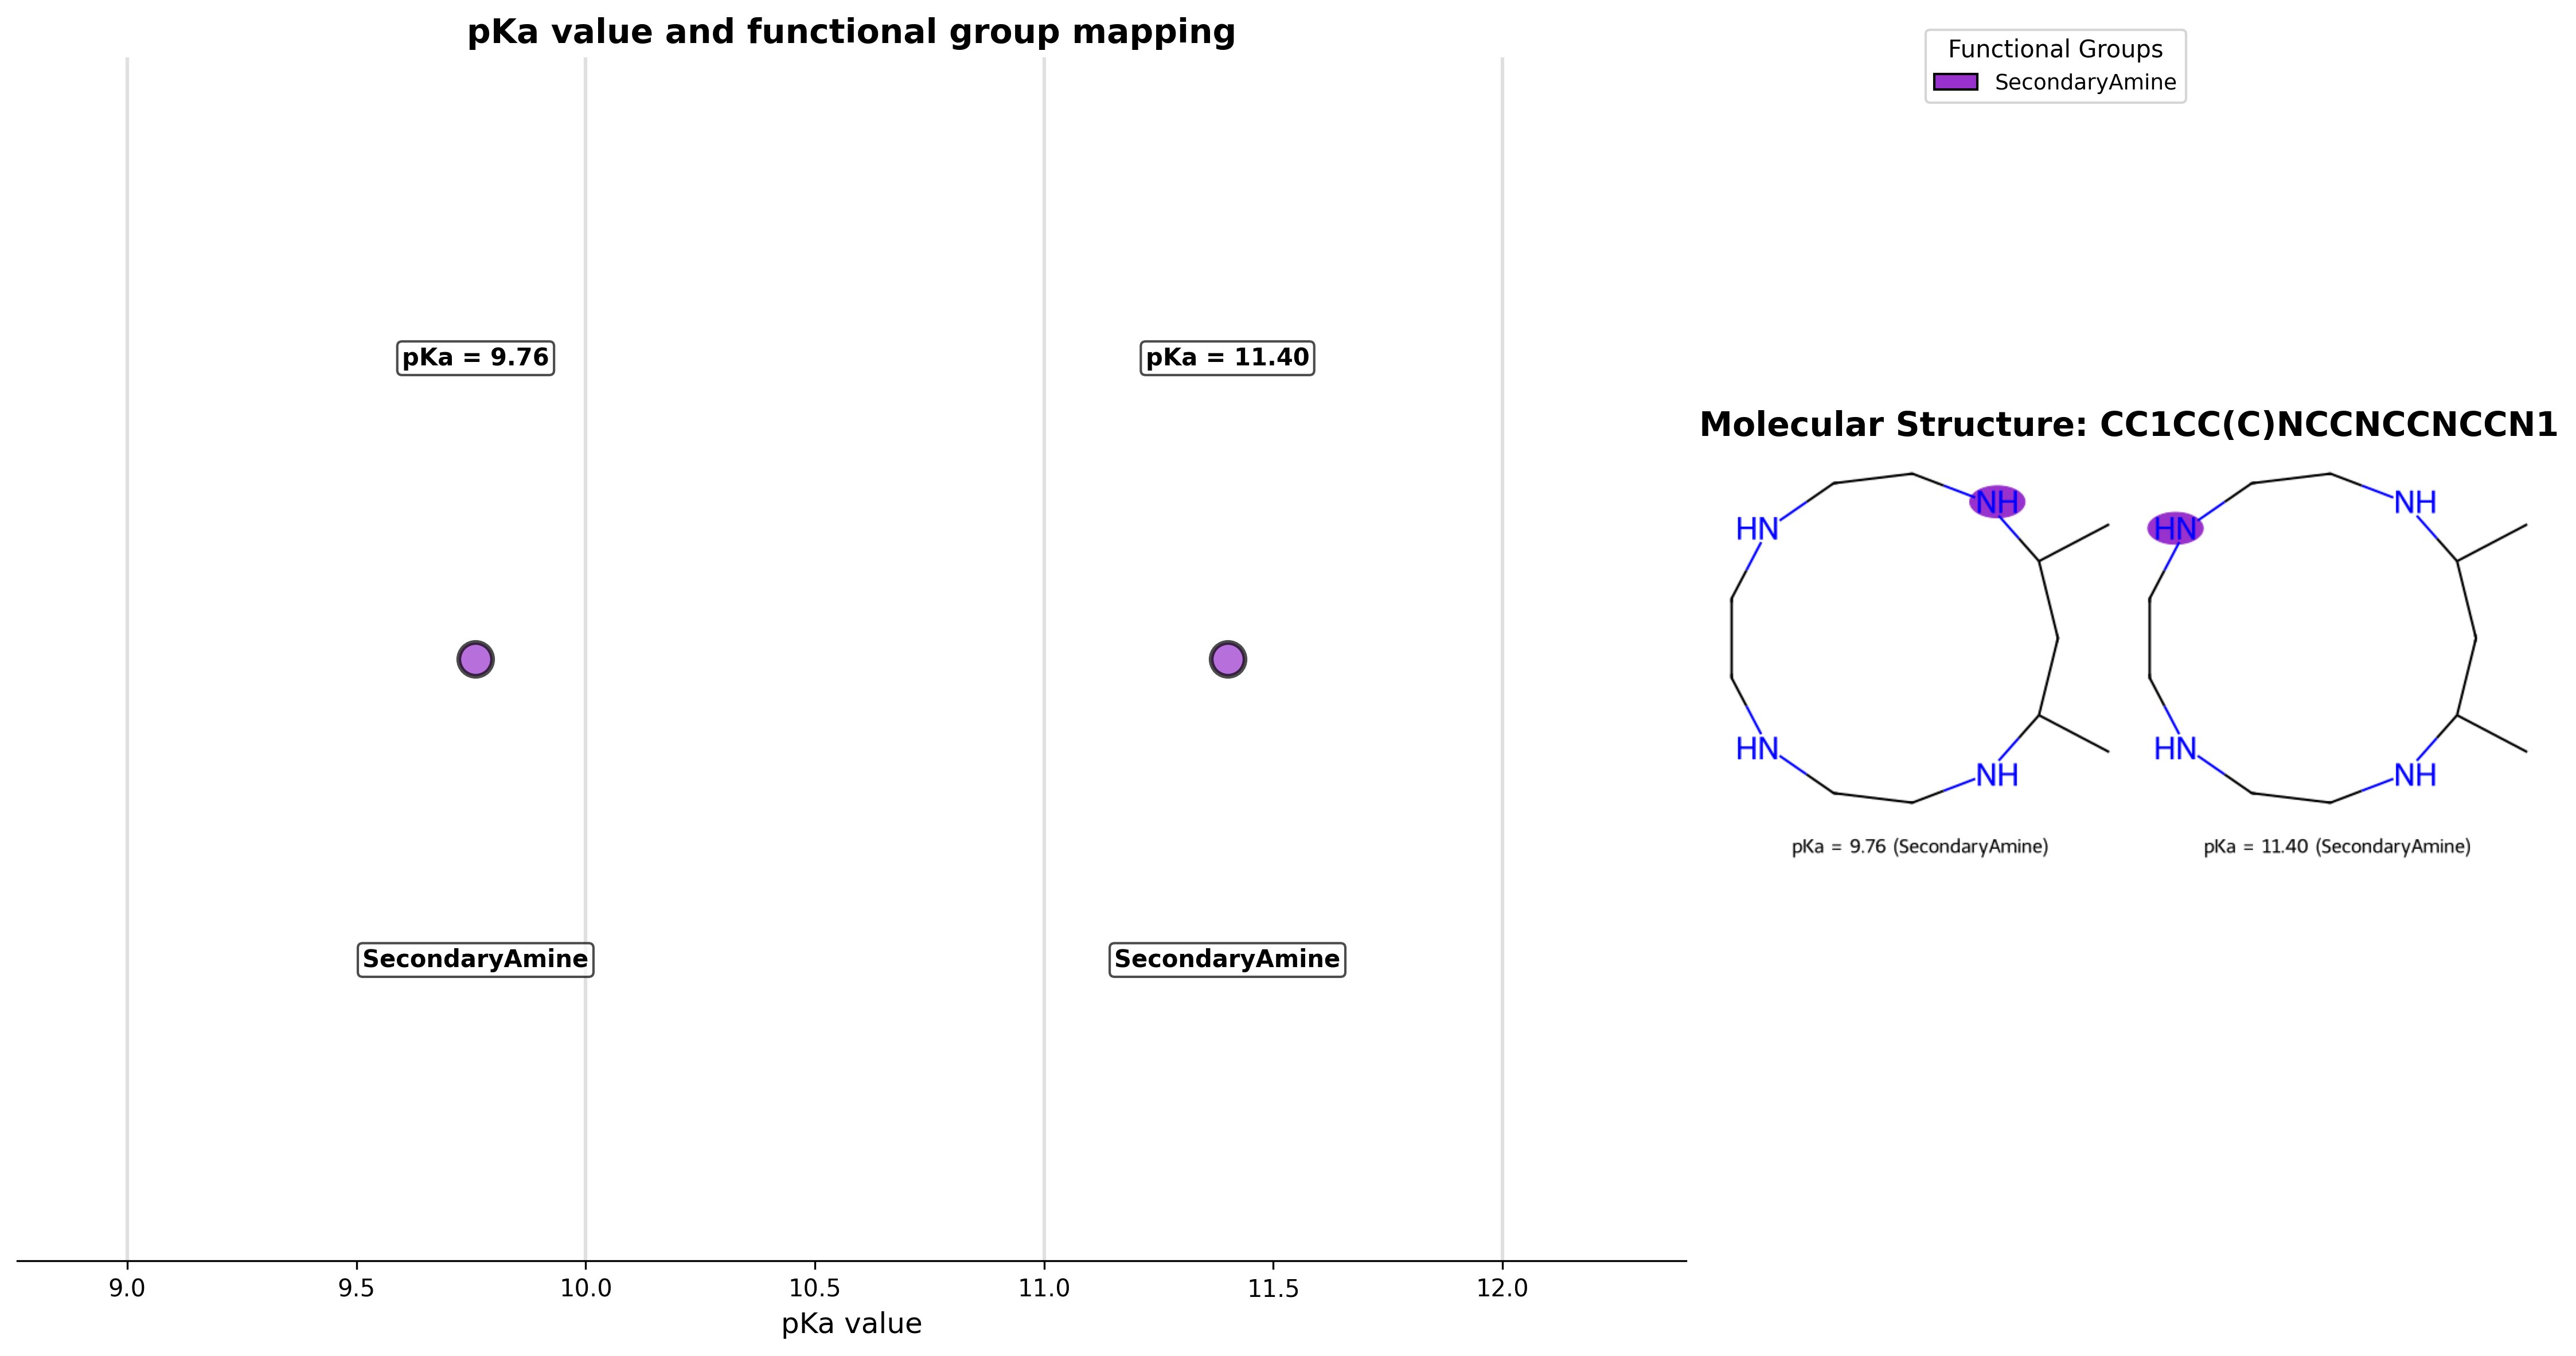 pKa value and functional group mapping
Functional Groups
SecondaryAmine
pKa = 9.76
pKa = 11.40
SecondaryAmine
SecondaryAmine
9.0
9.5
10.0
10.5
11.0
11.5
12.0
pKa value
Molecular Structure: CC1CC(C)NCCNCCNCCN1
NH
HN
HN
NH
pKa = 9.76 (SecondaryAmine)
NH
HN
HN
NH
pKa = 11.40 (SecondaryAmine)